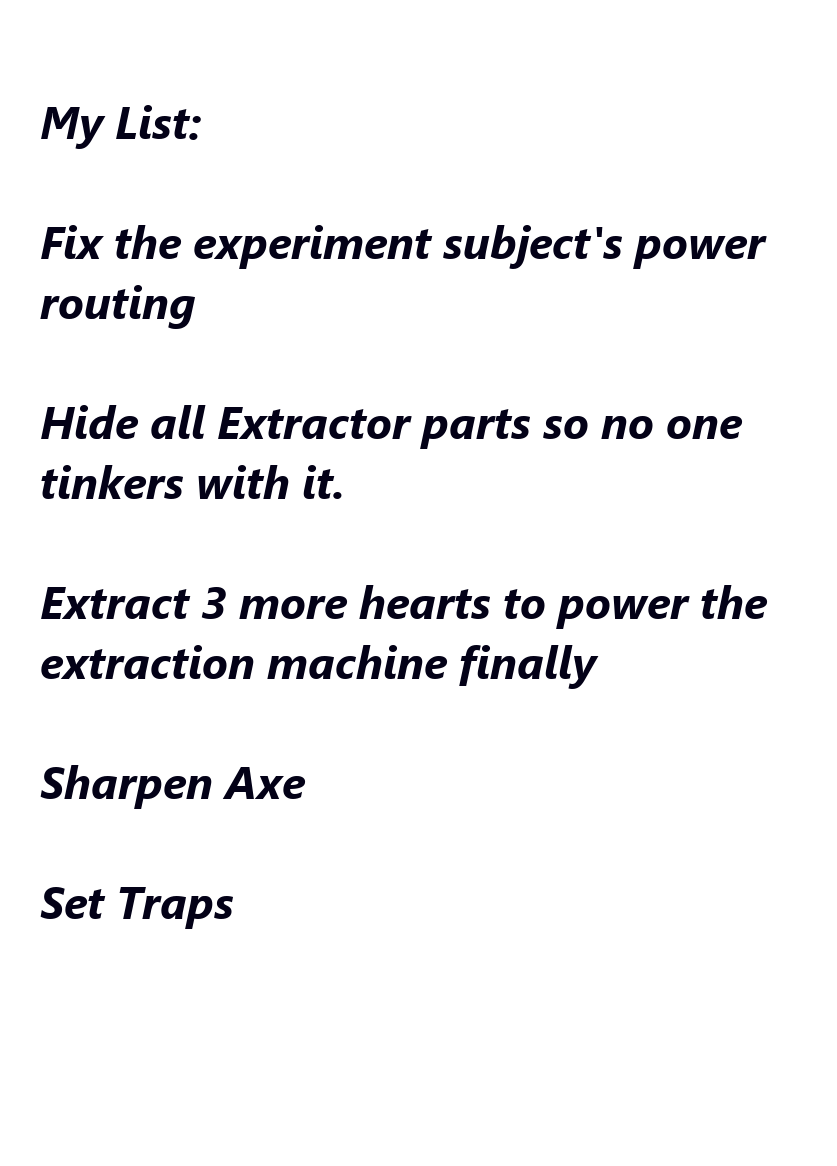 My List:
Fix the experiment subject's power
routing
Hide all Extractor parts so no one
tinkers with it.
Extract 3 more hearts to power the
extraction machine finally
Sharpen Axe
Set Traps